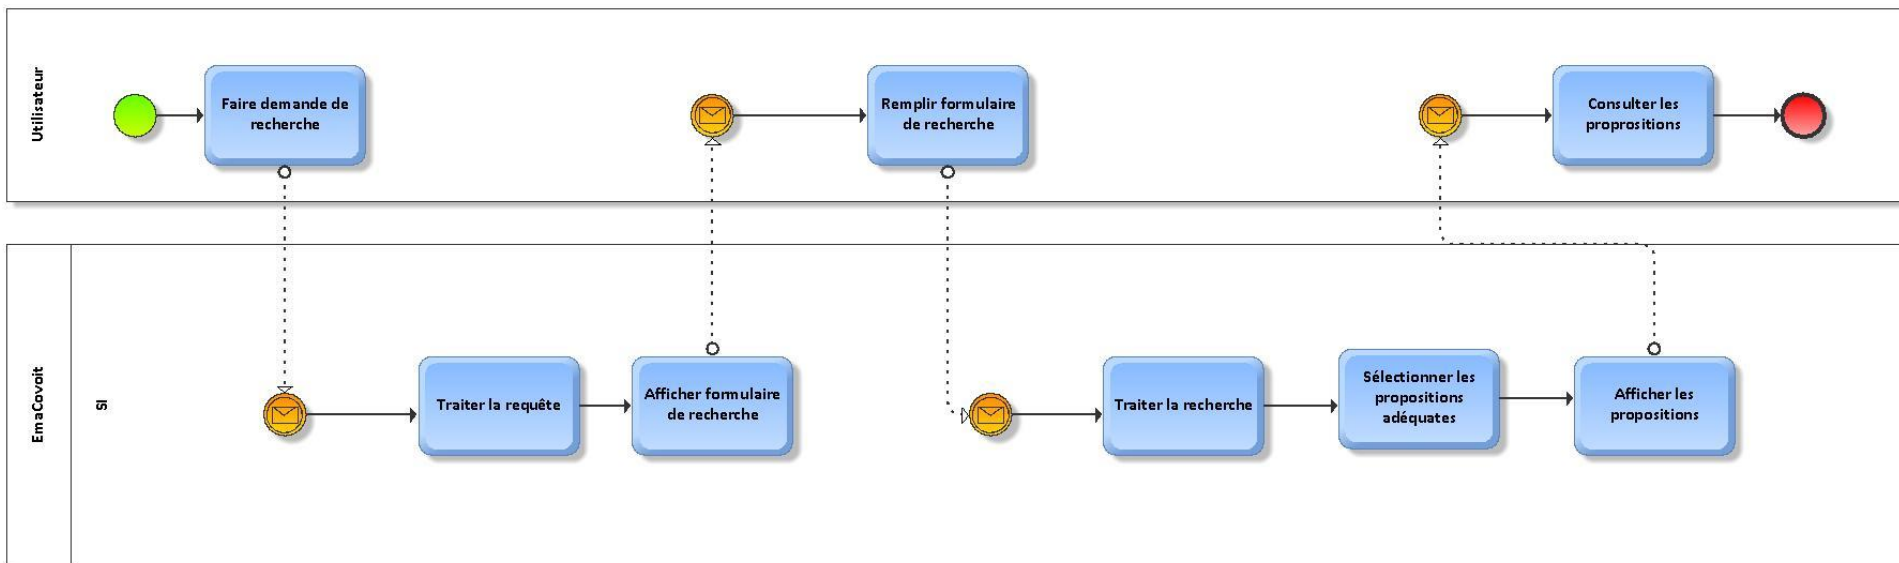 Utilisateur
Faire demande de
recherche
Remplir formulaire
de recherche
Consulter les
proprositions
EmaCovoit
SI
Traiter la requête
Afficher formulaire
de recherche
Traiter la recherche
Sélectionner les
propositions
adéquates
Afficher les
propositions